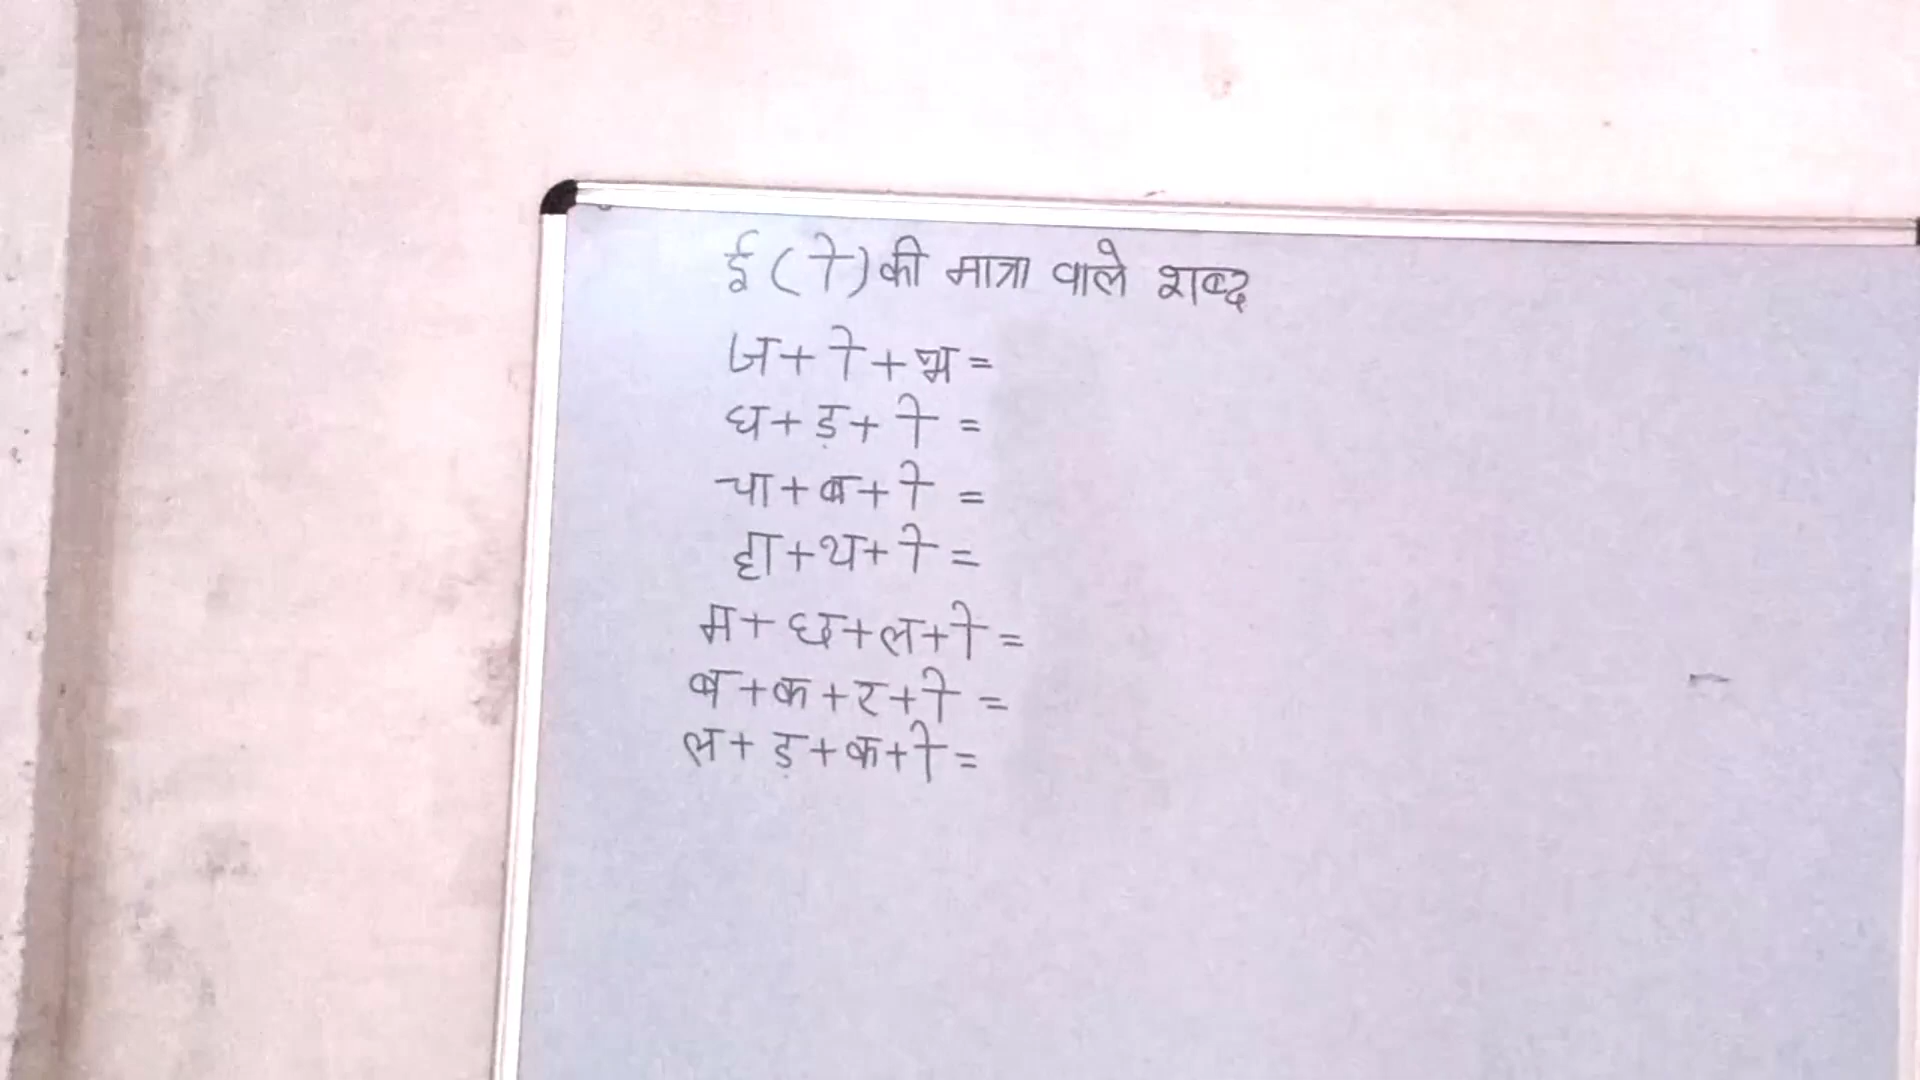 ई (ी) की मात्रा वाले शब्द
ज + ी + भ =
घ + ड़ + ी =
चा + ब + ी =
हा + थ + ी =
म + छ + ल + ी =
ब + क + र + ी =
ल + ड़ + क + ी =